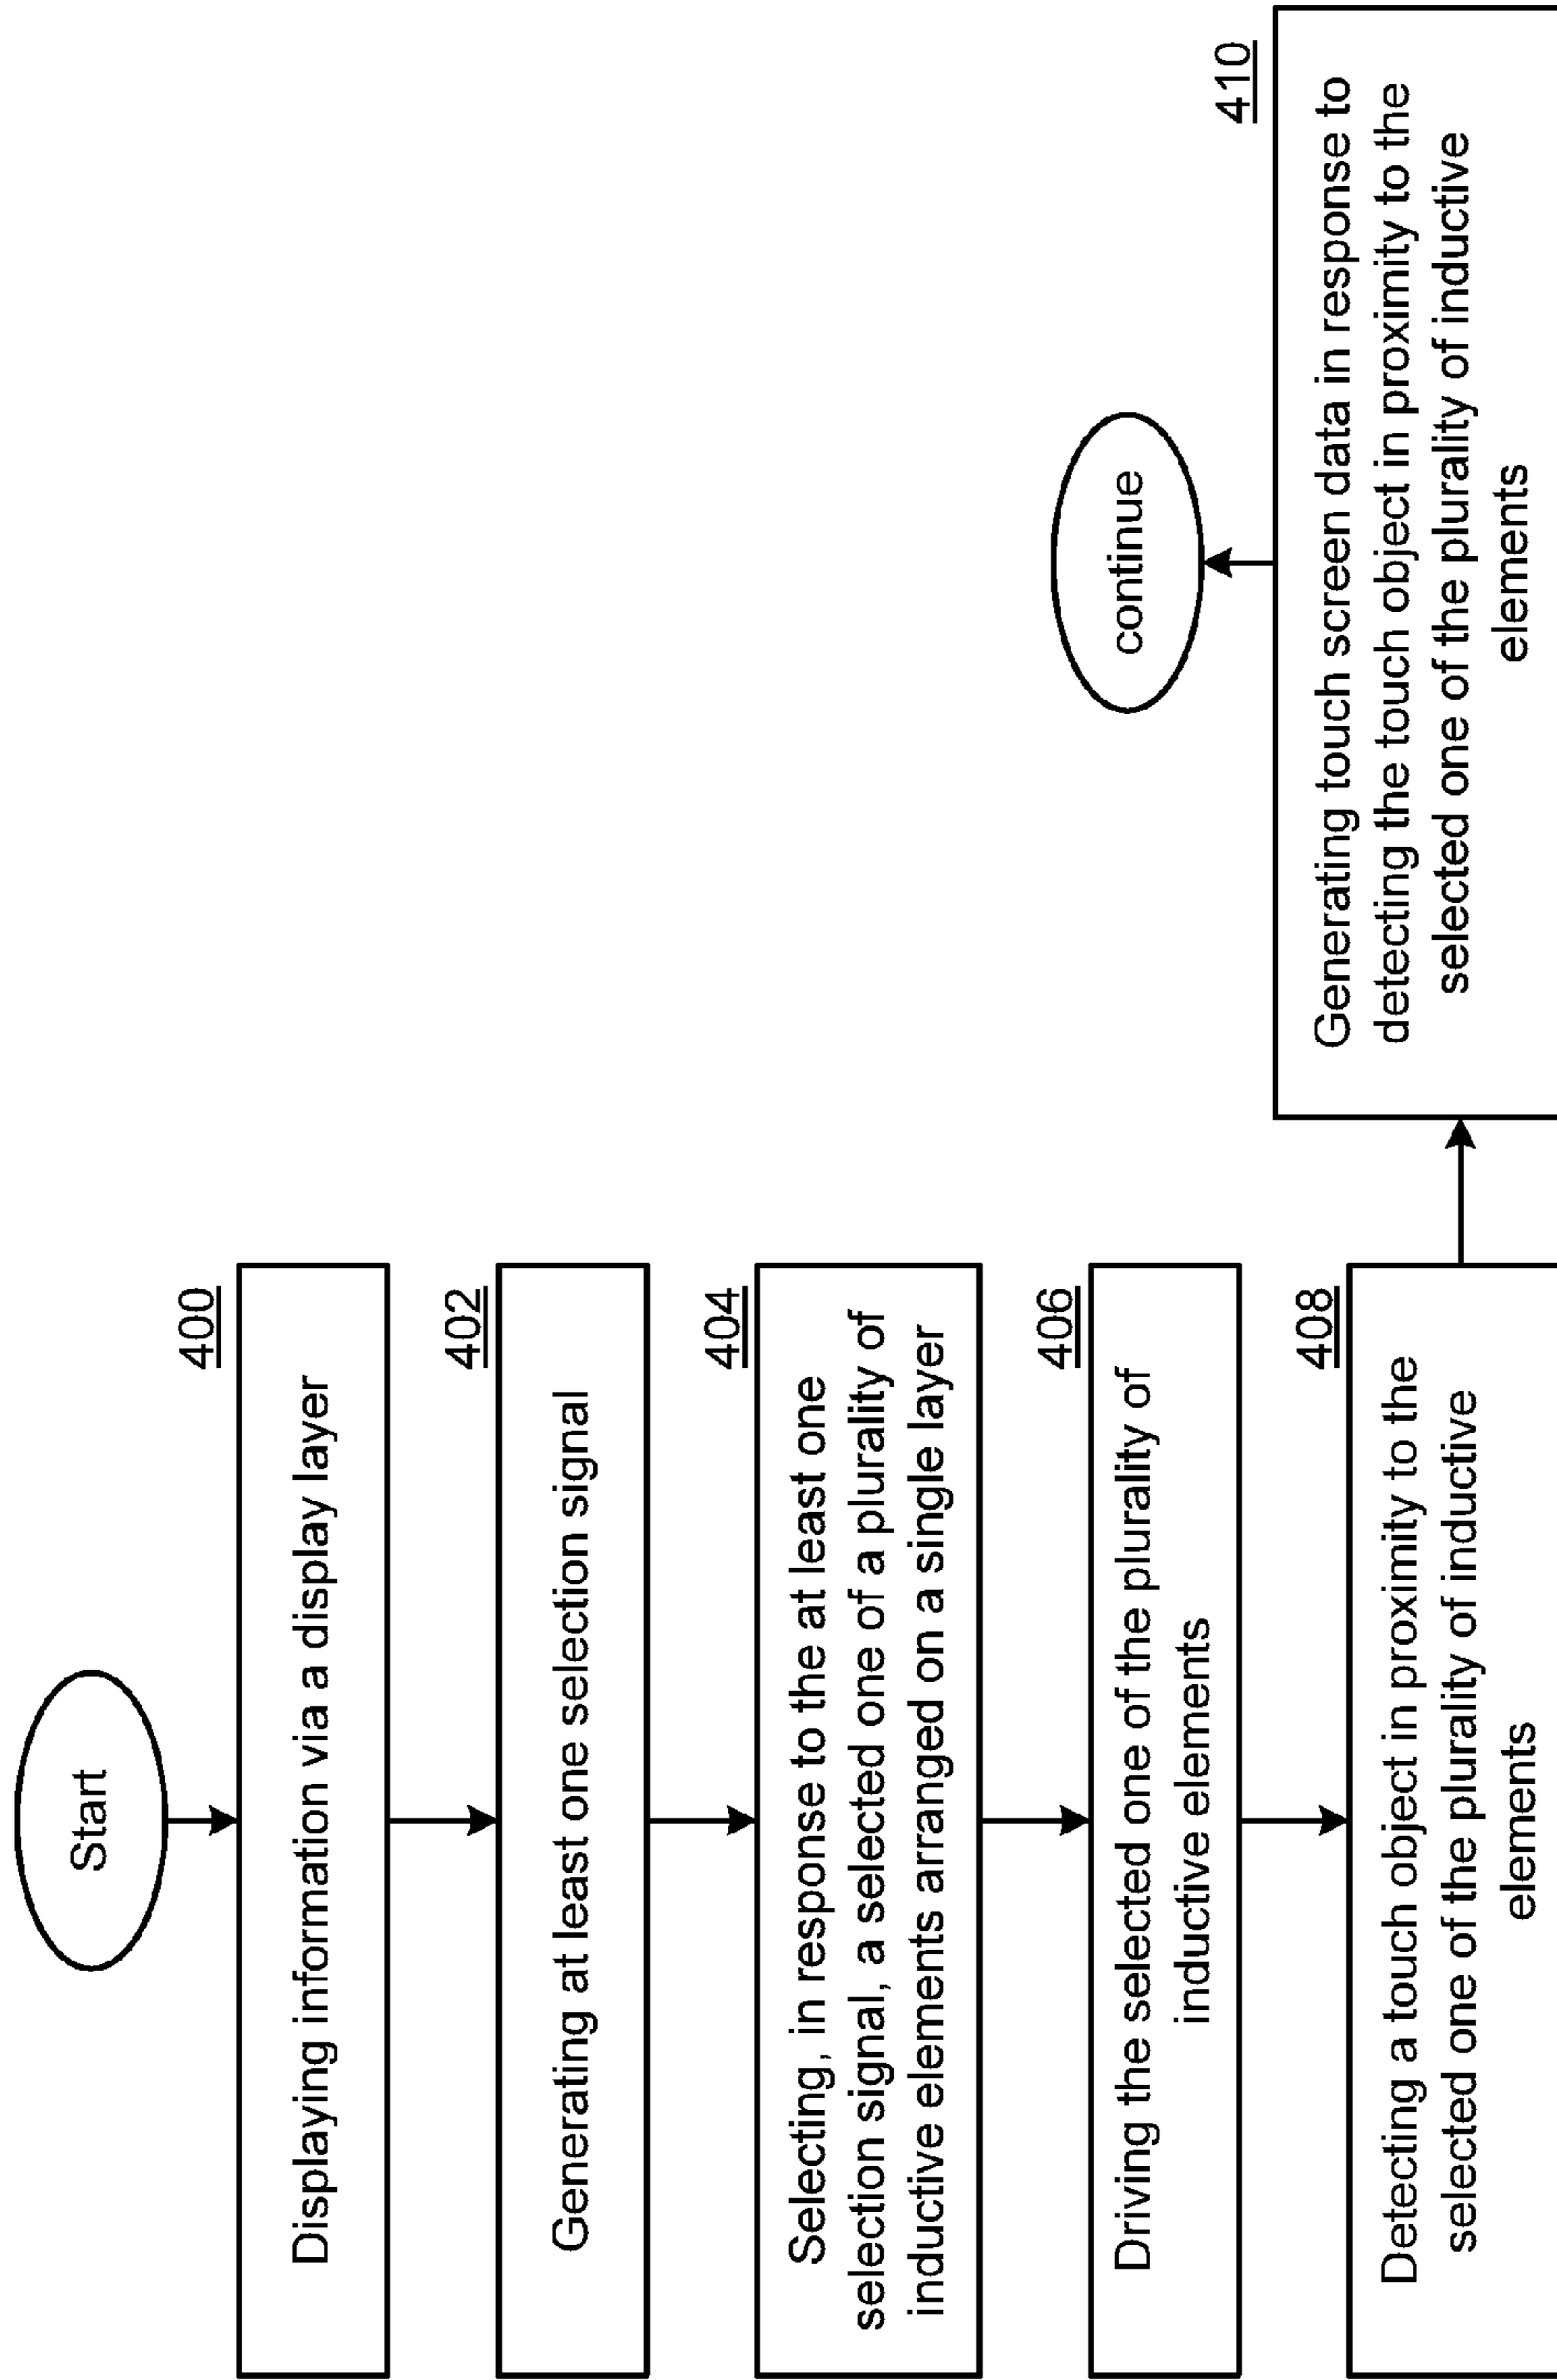 Start
400
Displaying information via a display layer
402
Generating at least one selection signal
404
Selecting, in response to the at least one
selection signal, a selected one of a plurality of
inductive elements arranged on a single layer
406
Driving the selected one of the plurality of
inductive elements
408
Detecting a touch object in proximity to the
selected one of the plurality of inductive
elements
410
Generating touch screen data in response to
detecting the touch object in proximity to the
selected one of the plurality of inductive
elements
continue